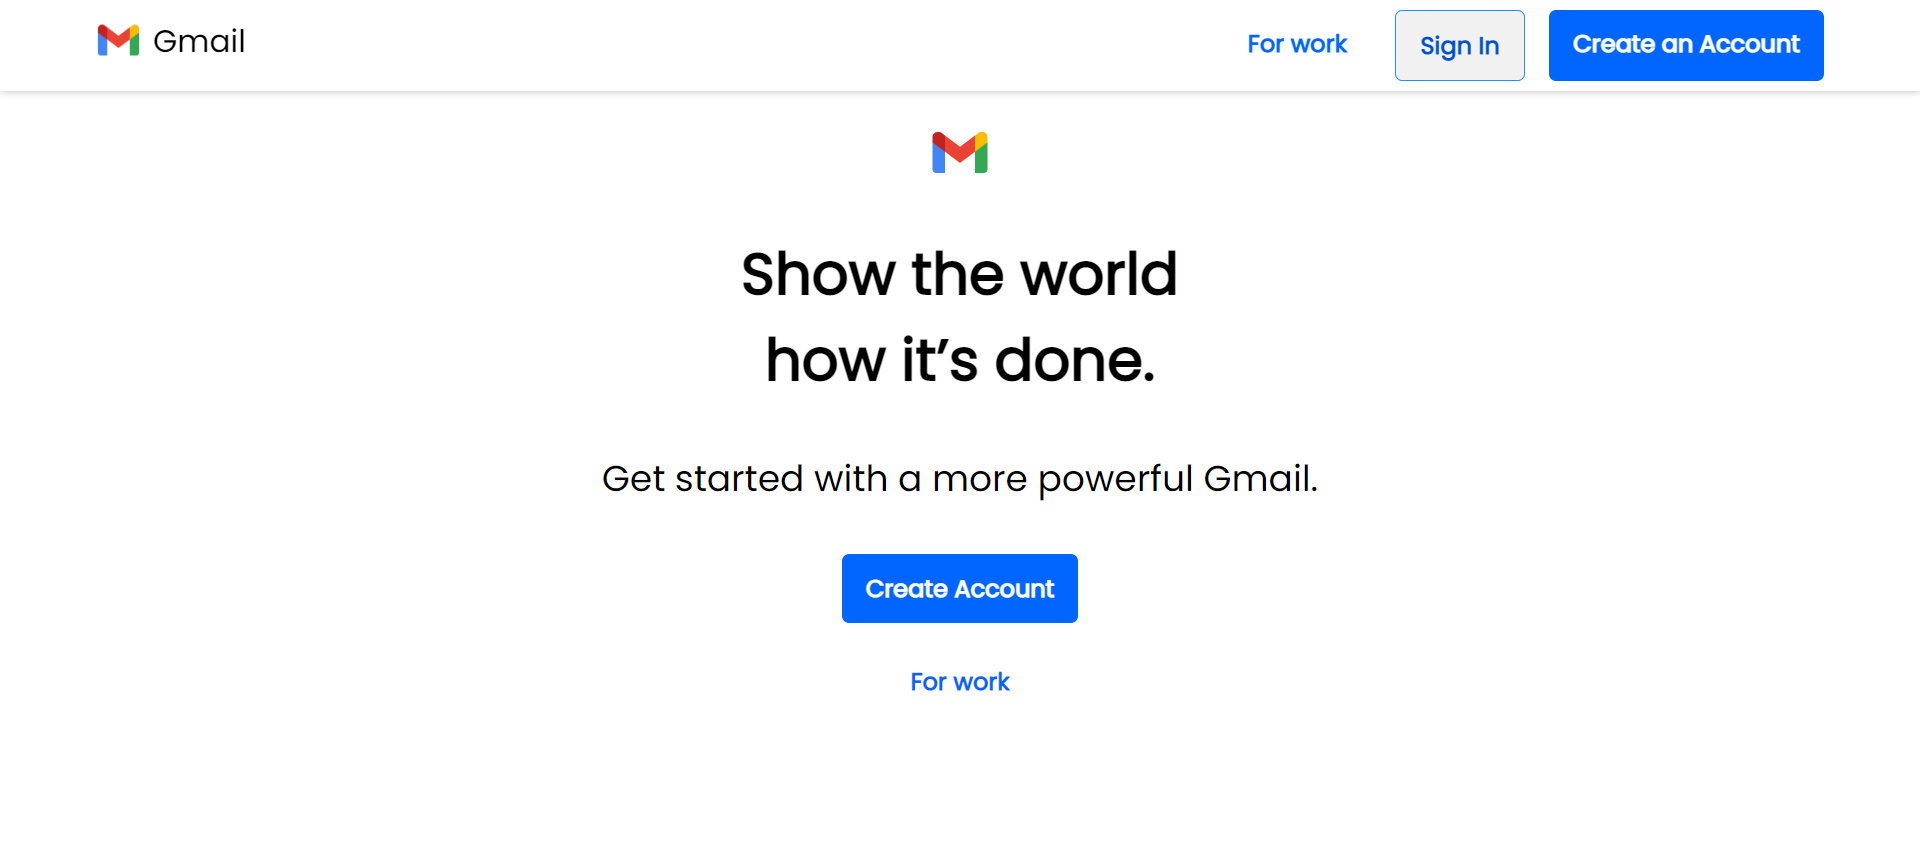 Gmail
For work
Sign In
Create an Account
Show the world
how it’s done.
Get started with a more powerful Gmail.
Create Account
For work